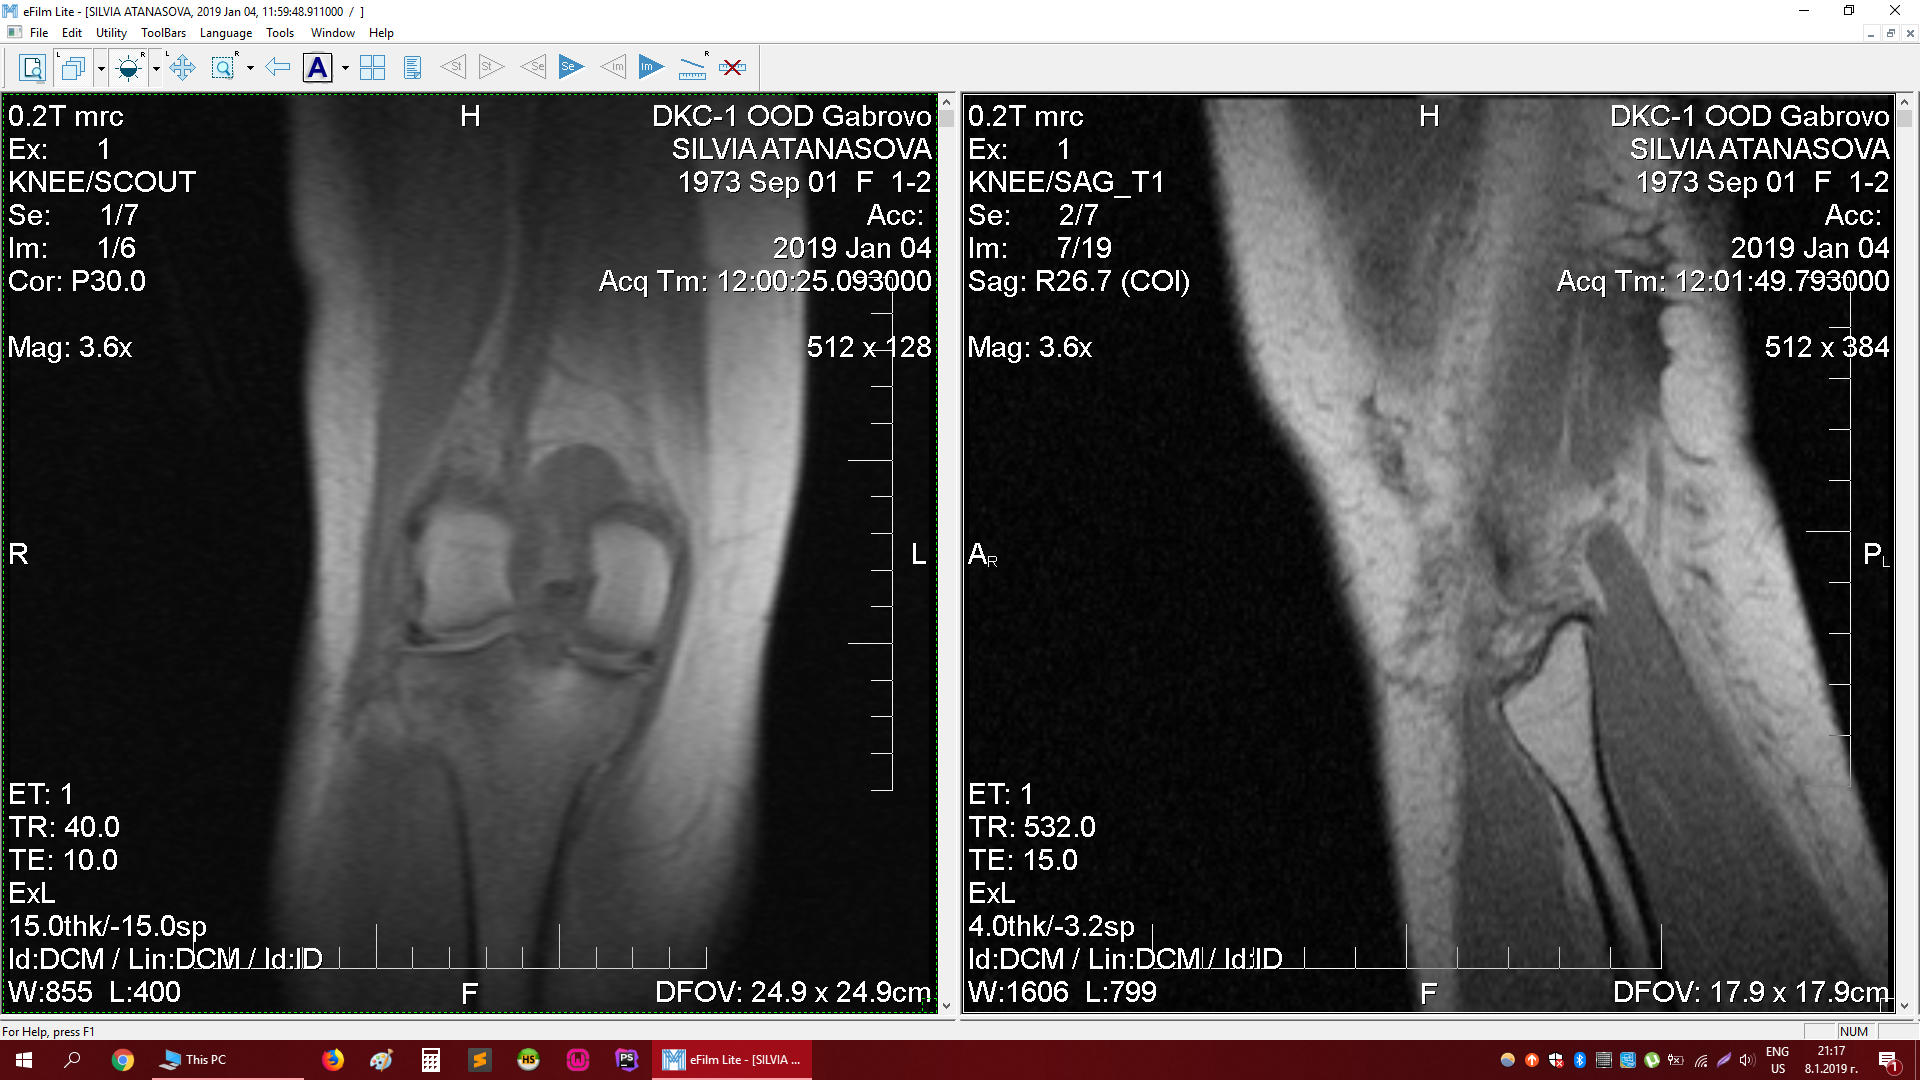 eFilm Lite - [SILVIA ATANASOVA, 2019 Jan 04, 11:59:48.911000 / ]
File Edit Utility ToolBars Language Tools Window Help
L R L R A St St Se Se Im Im R
0.2T mrc
Ex: 1
KNEE/SCOUT
Se: 1/7
Im: 1/6
Cor: P30.0
Mag: 3.6x
H
DKC-1 OOD Gabrovo
SILVIA ATANASOVA
1973 Sep 01 F 1-2
Acc:
2019 Jan 04
Acq Tm: 12:00:25.093000
512 x 128
R
L
ET: 1
TR: 40.0
TE: 10.0
ExL
15.0thk/-15.0sp
Id:DCM / Lin:DCM / Id:ID
W:855 L:400
F
DFOV: 24.9 x 24.9cm
0.2T mrc
Ex: 1
KNEE/SAG_T1
Se: 2/7
Im: 7/19
Sag: R26.7 (COI)
Mag: 3.6x
H
DKC-1 OOD Gabrovo
SILVIA ATANASOVA
1973 Sep 01 F 1-2
Acc:
2019 Jan 04
Acq Tm: 12:01:49.793000
512 x 384
AR
PL
ET: 1
TR: 532.0
TE: 15.0
ExL
4.0thk/-3.2sp
Id:DCM / Lin:DCM / Id:ID
W:1606 L:799
F
DFOV: 17.9 x 17.9cm
For Help, press F1
NUM
This PC
HS
PS
eFilm Lite - [SILVIA ...
ENG
US
21:17
8.1.2019 г.
1